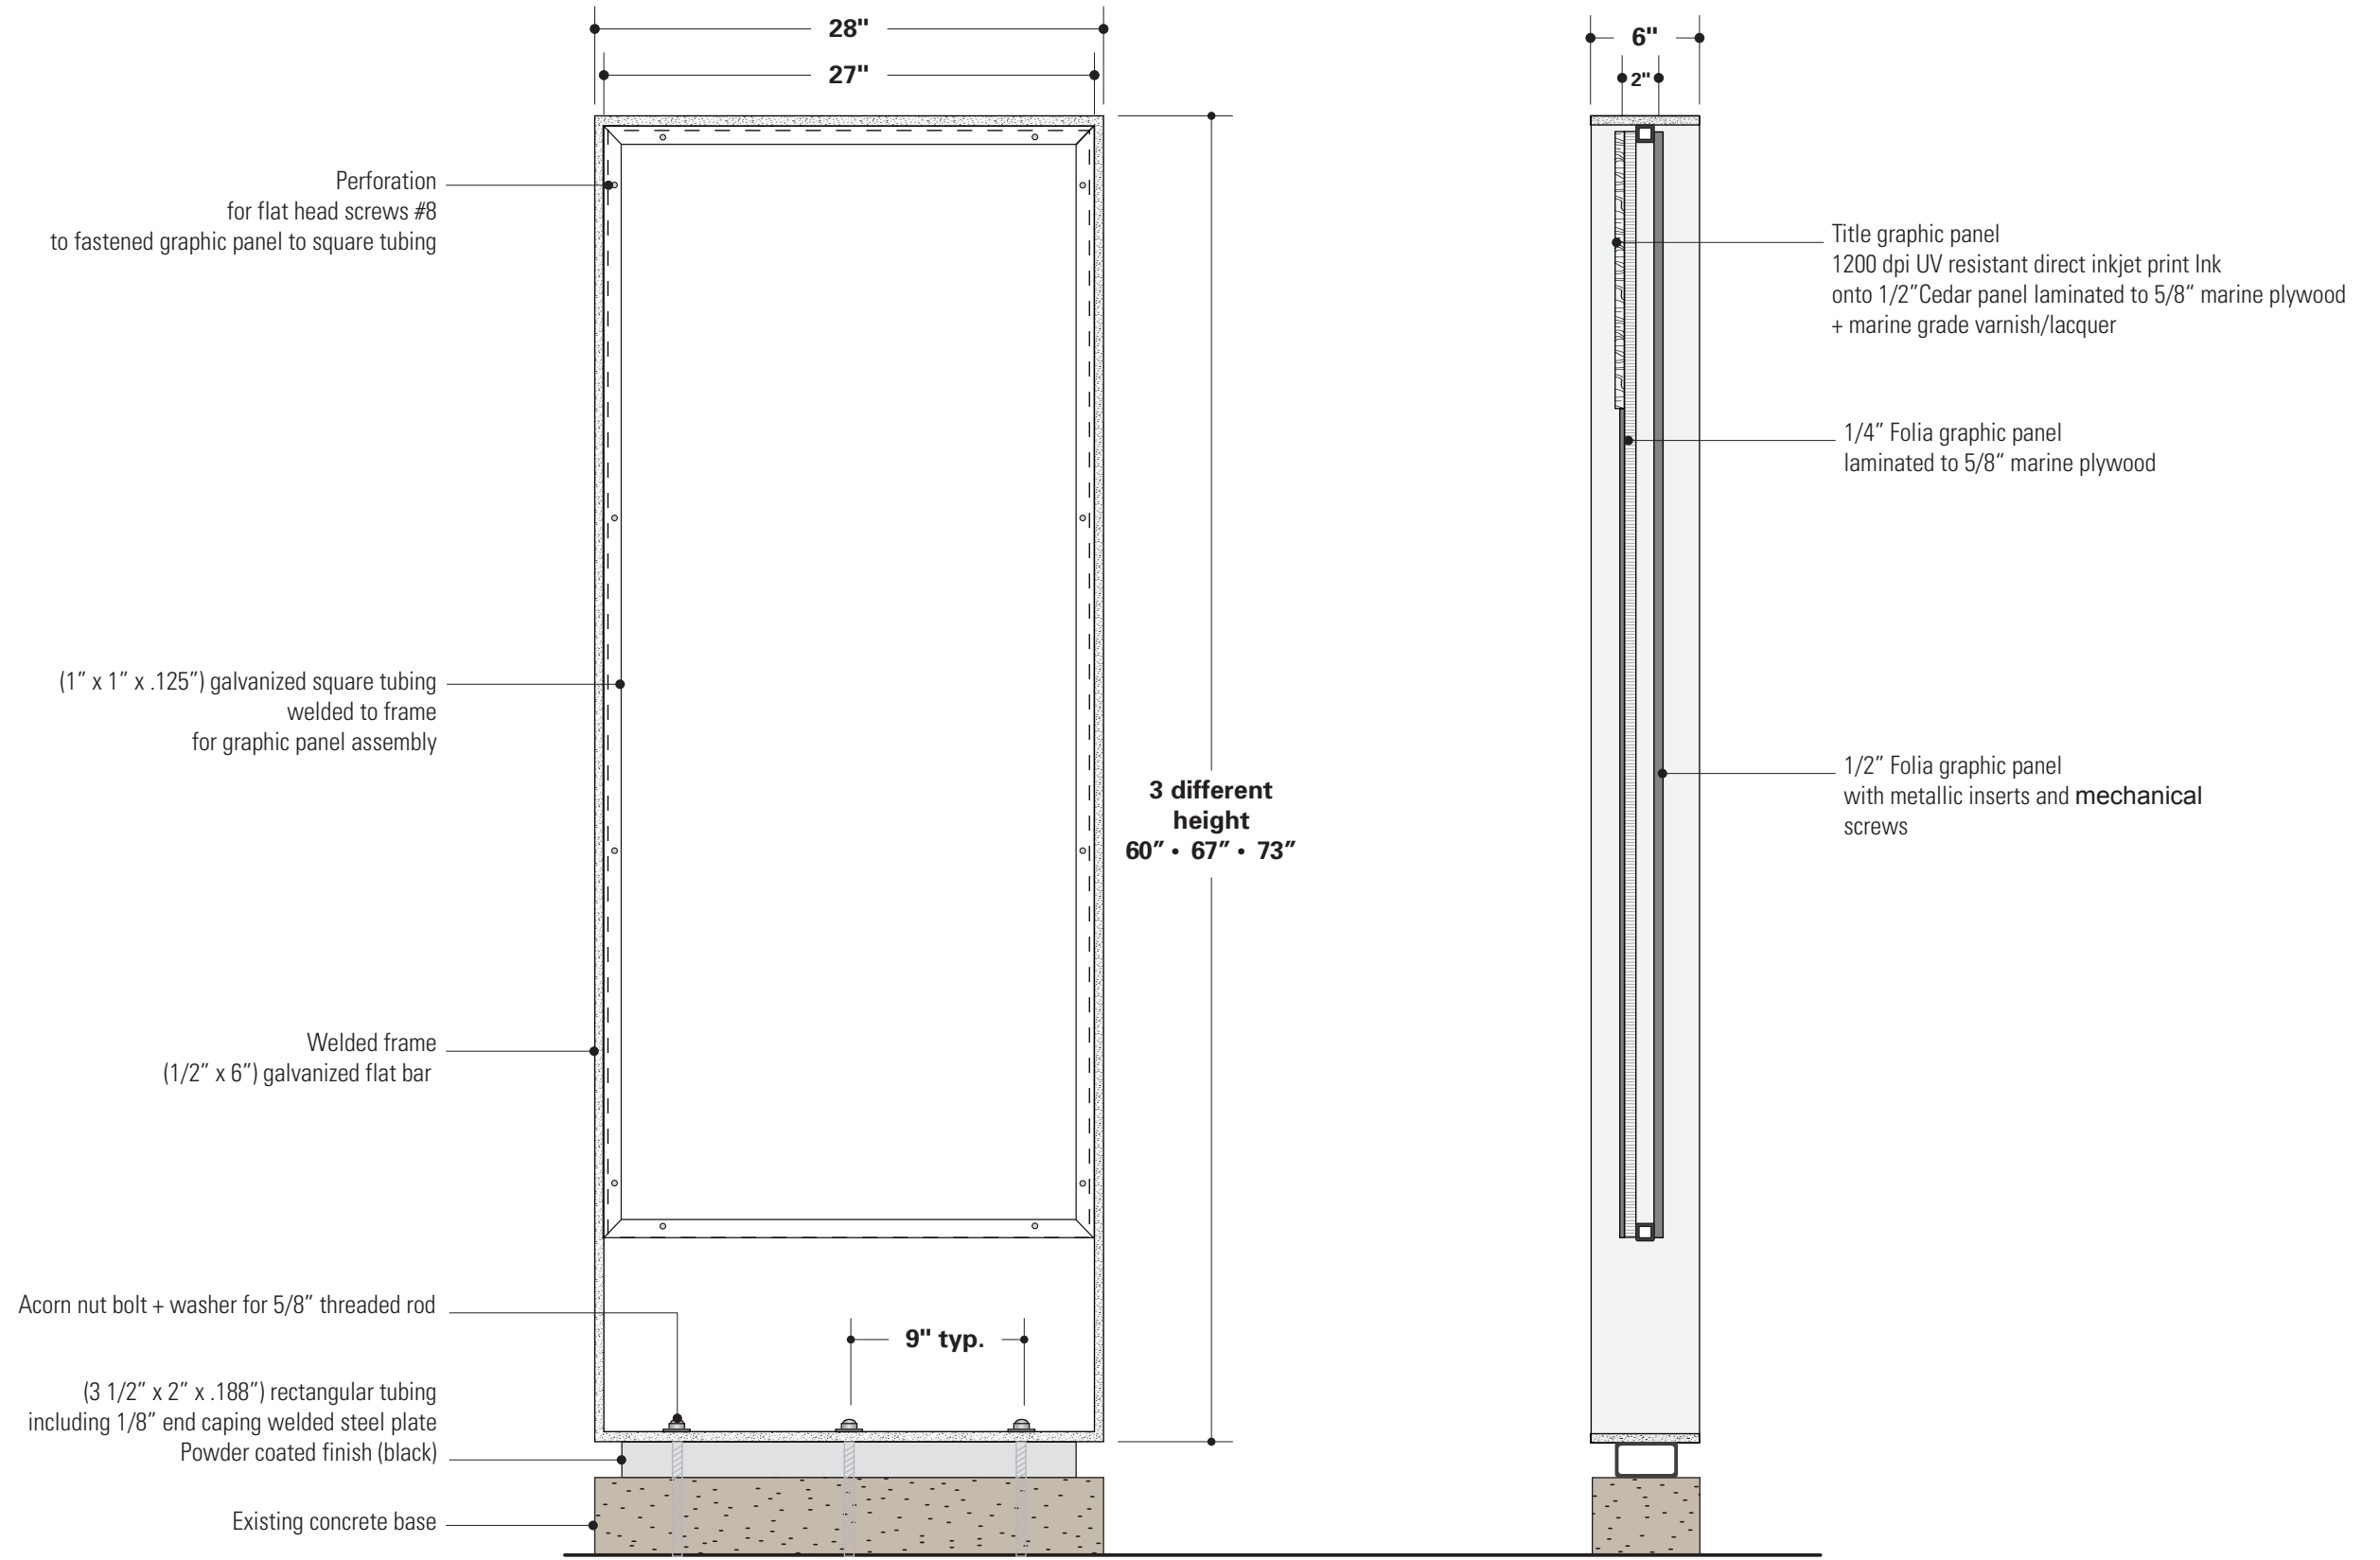 28"
27"
6"
2"
Perforation
for flat head screws #8
to fastened graphic panel to square tubing
Title graphic panel
1200 dpi UV resistant direct inkjet print Ink
onto 1/2”Cedar panel laminated to 5/8“ marine plywood
+ marine grade varnish/lacquer
1/4” Folia graphic panel
laminated to 5/8“ marine plywood
(1” x 1” x .125”) galvanized square tubing
welded to frame
for graphic panel assembly
3 different
height
60” • 67” • 73”
1/2” Folia graphic panel
with metallic inserts and mechanical
screws
Welded frame
(1/2” x 6”) galvanized flat bar
Acorn nut bolt + washer for 5/8” threaded rod
9" typ.
(3 1/2” x 2” x .188”) rectangular tubing
including 1/8” end caping welded steel plate
Powder coated finish (black)
Existing concrete base